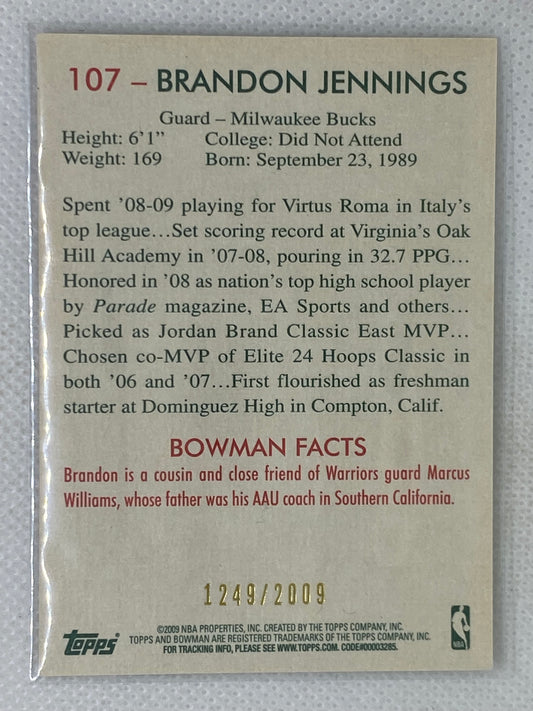 107 – BRANDON JENNINGS
Guard – Milwaukee Bucks
Height: 6'1" College: Did Not Attend
Weight: 169 Born: September 23, 1989
Spent '08-09 playing for Virtus Roma in Italy's
top league...Set scoring record at Virginia's Oak
Hill Academy in '07-08, pouring in 32.7 PPG...
Honored in '08 as nation's top high school player
by Parade magazine, EA Sports and others...
Picked as Jordan Brand Classic East MVP...
Chosen co-MVP of Elite 24 Hoops Classic in
both '06 and '07...First flourished as freshman
starter at Dominguez High in Compton, Calif.
BOWMAN FACTS
Brandon is a cousin and close friend of Warriors guard Marcus
Williams, whose father was his AAU coach in Southern California.
1249/2009
©2009 NBA PROPERTIES, INC. CREATED BY THE TOPPS COMPANY, INC.
TOPPS AND BOWMAN ARE REGISTERED TRADEMARKS OF THE TOPPS COMPANY, INC.
FOR TRACKING INFO, PLEASE SEE WWW.TOPPS.COM. CODE#00003285.
Topps
NBA